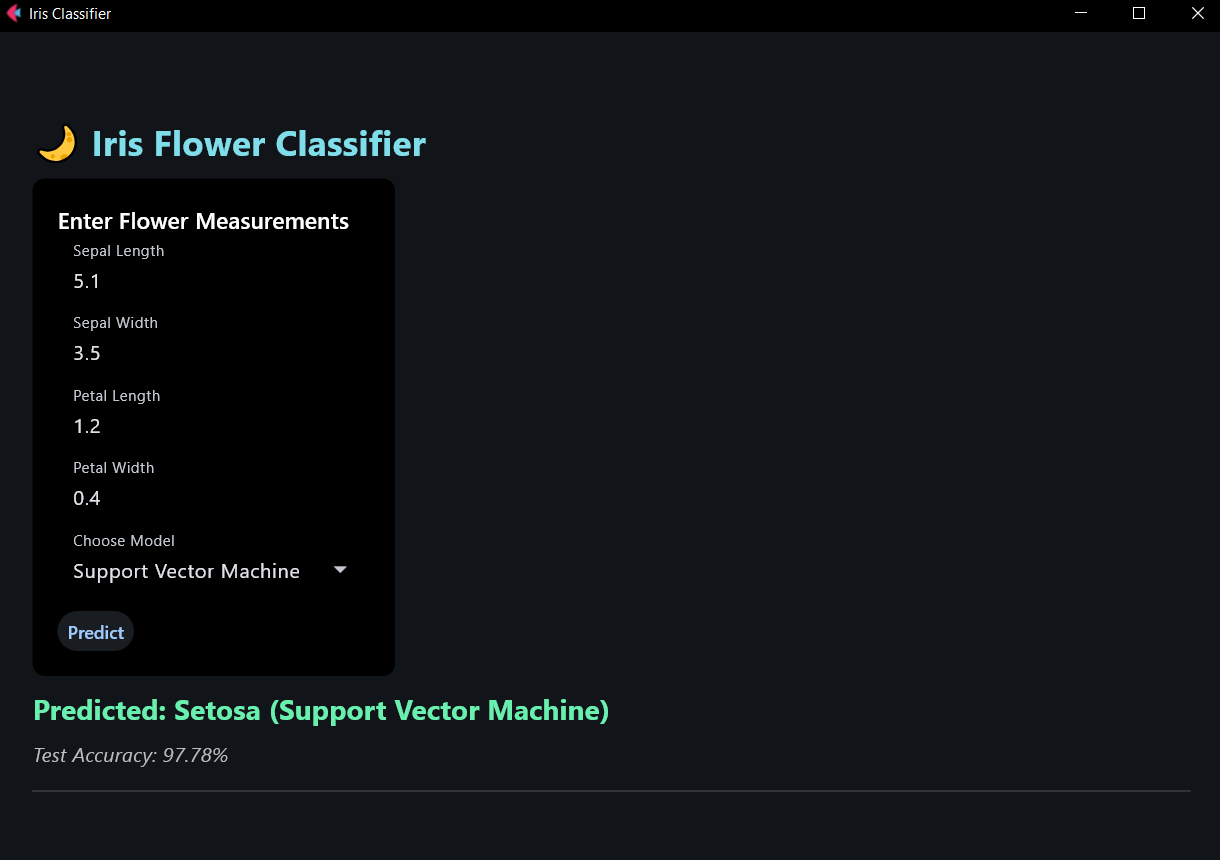 Iris Classifier
🌙 Iris Flower Classifier
Enter Flower Measurements
Sepal Length
5.1
Sepal Width
3.5
Petal Length
1.2
Petal Width
0.4
Choose Model
Support Vector Machine
Predict
Predicted: Setosa (Support Vector Machine)
Test Accuracy: 97.78%